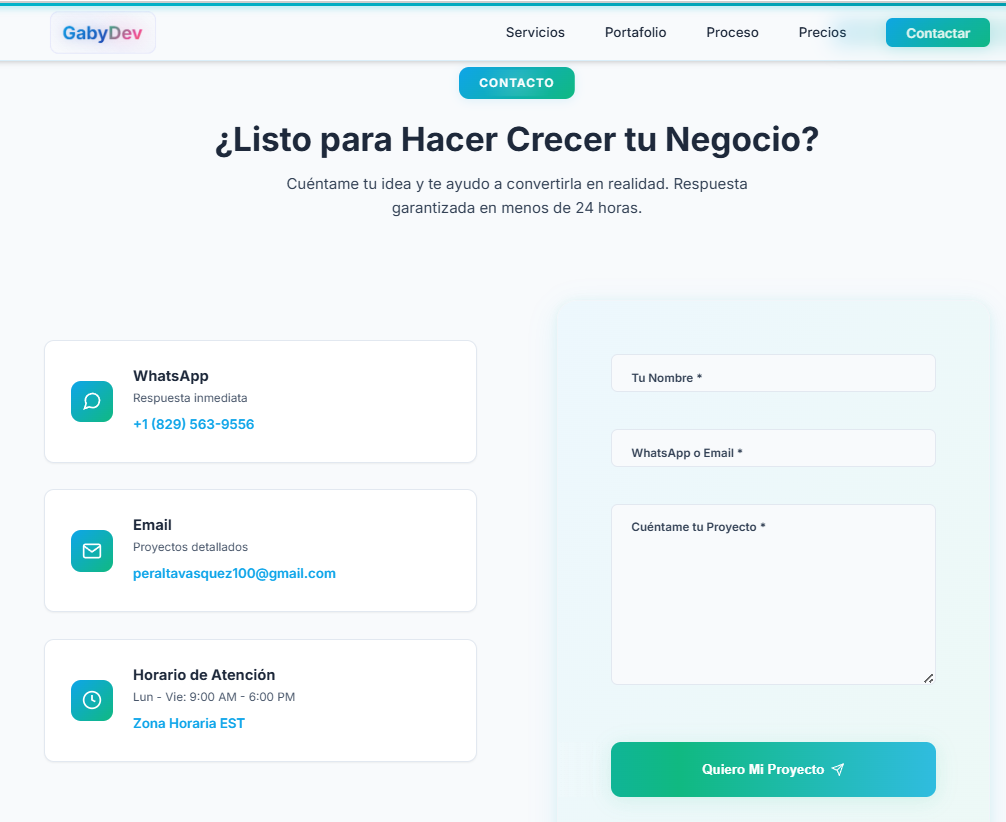 GabyDev
Servicios
Portafolio
Proceso
Precios
Contactar
CONTACTO
¿Listo para Hacer Crecer tu Negocio?
Cuéntame tu idea y te ayudo a convertirla en realidad. Respuesta
garantizada en menos de 24 horas.
WhatsApp
Respuesta inmediata
+1 (829) 563-9556
Email
Proyectos detallados
peraltavasquez100@gmail.com
Horario de Atención
Lun - Vie: 9:00 AM - 6:00 PM
Zona Horaria EST
Tu Nombre *
WhatsApp o Email *
Cuéntame tu Proyecto *
Quiero Mi Proyecto